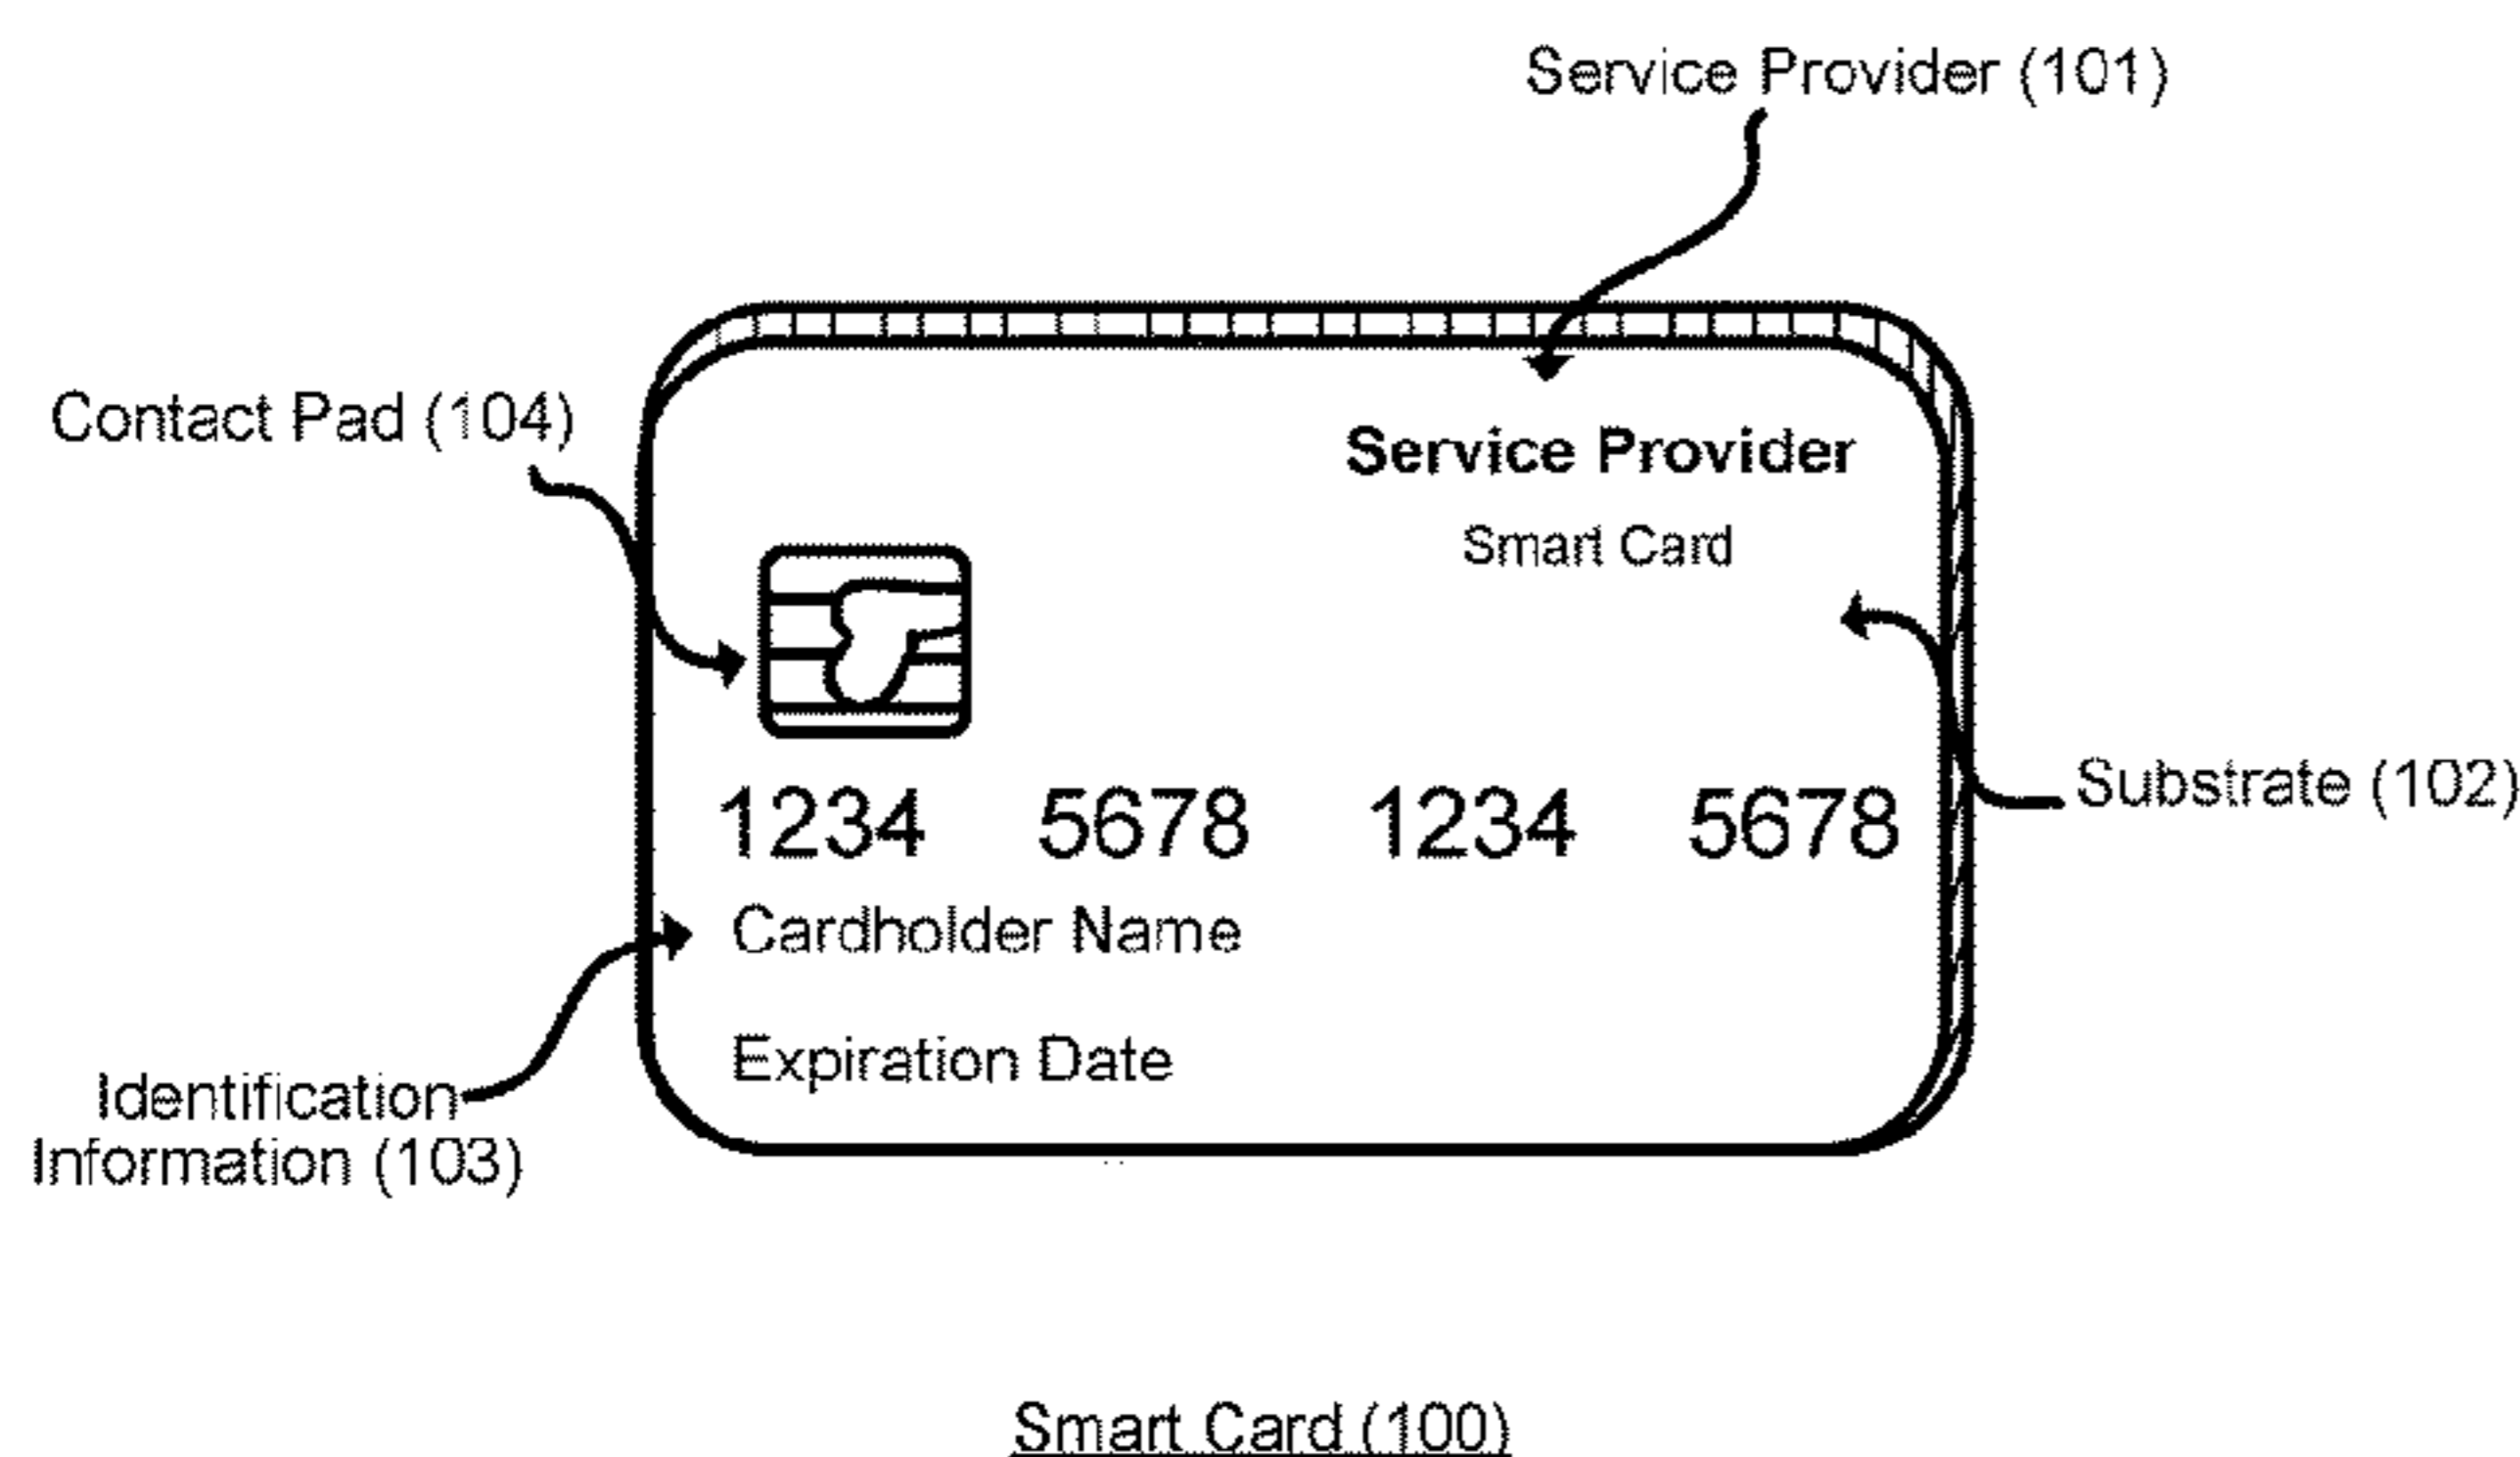 Service Provider (101)
Contact Pad (104)
Service Provider
Smart Card
Substrate (102)
1234 5678 1234 5678
Cardholder Name
Expiration Date
Identification
Information (103)
Smart Card (100)